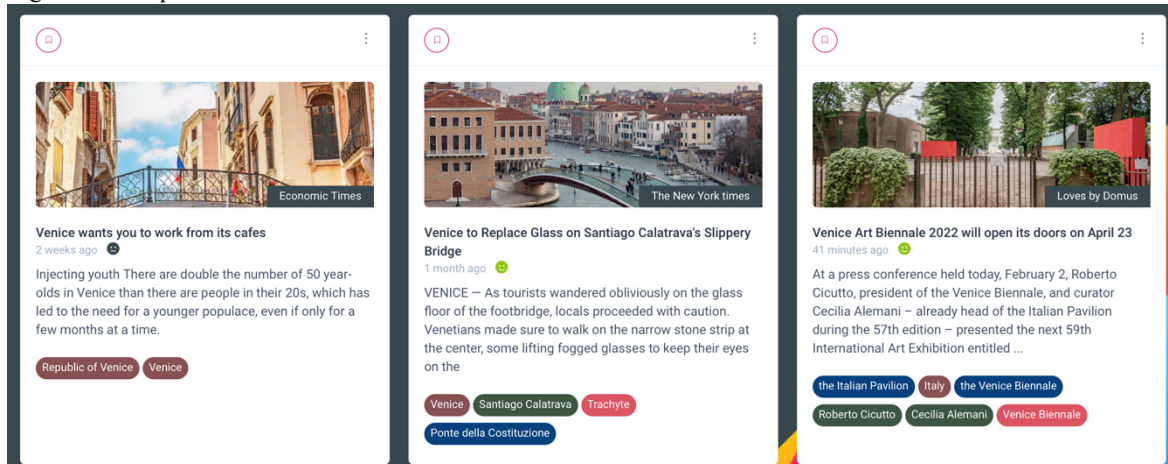 Economic Times
Venice wants you to work from its cafes
2 weeks ago
Injecting youth There are double the number of 50 year-
olds in Venice than there are people in their 20s, which has
led to the need for a younger populace, even if only for a
few months at a time.
Republic of Venice Venice
The New York times
Venice to Replace Glass on Santiago Calatrava's Slippery
Bridge
1 month ago
VENICE — As tourists wandered obliviously on the glass
floor of the footbridge, locals proceeded with caution.
Venetians made sure to walk on the narrow stone strip at
the center, some lifting fogged glasses to keep their eyes
on the
Venice Santiago Calatrava Trachyte
Ponte della Costituzione
Loves by Domus
Venice Art Biennale 2022 will open its doors on April 23
41 minutes ago
At a press conference held today, February 2, Roberto
Cicutto, president of the Venice Biennale, and curator
Cecilia Alemani – already head of the Italian Pavilion
during the 57th edition – presented the next 59th
International Art Exhibition entitled ...
the Italian Pavilion Italy the Venice Biennale
Roberto Cicutto Cecilia Alemani Venice Biennale